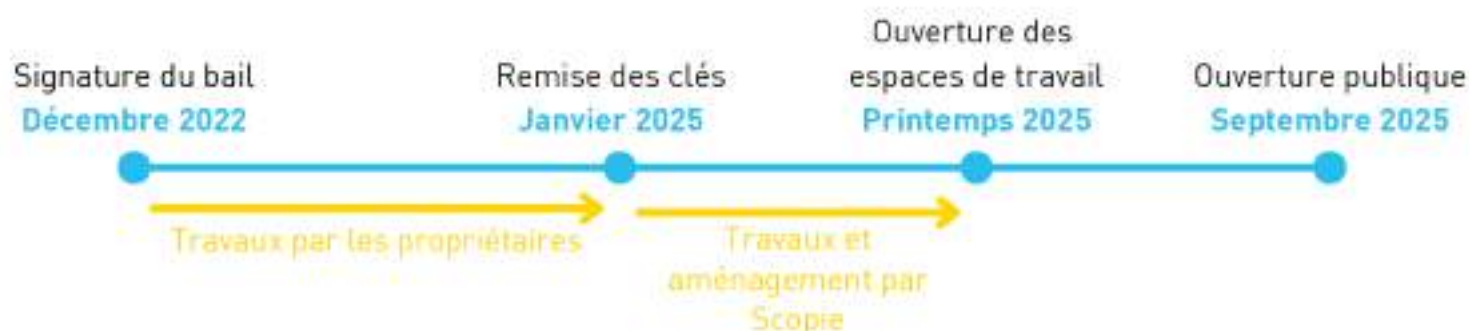 Signature du bail
Décembre 2022
Remise des clés
Janvier 2025
Ouverture des
espaces de travail
Printemps 2025
Ouverture publique
Septembre 2025
Travaux par les propriétaires
Travaux et
aménagement par
Scopie